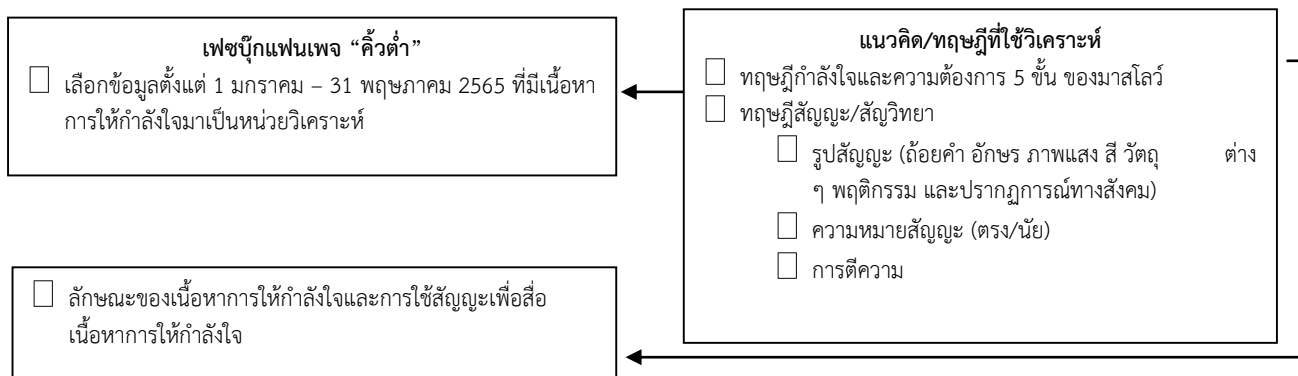 เฟซบุ๊กแฟนเพจ “คิ้วต่ำ”
เลือกข้อมูลตั้งแต่ 1 มกราคม – 31 พฤษภาคม 2565 ที่มีเนื้อหา
การให้กำลังใจมาเป็นหน่วยวิเคราะห์
แนวคิด/ทฤษฎีที่ใช้วิเคราะห์
ทฤษฎีกำลังใจและความต้องการ 5 ขั้น ของมาสโลว์
ทฤษฎีสัญญะ/สัญวิทยา
รูปสัญญะ (ถ้อยคำ อักษร ภาพแสง สี วัตถุ ต่าง
ๆ พฤติกรรม และปรากฏการณ์ทางสังคม)
ความหมายสัญญะ (ตรง/นัย)
การตีความ
ลักษณะของเนื้อหาการให้กำลังใจและการใช้สัญญะเพื่อสื่อ
เนื้อหาการให้กำลังใจ